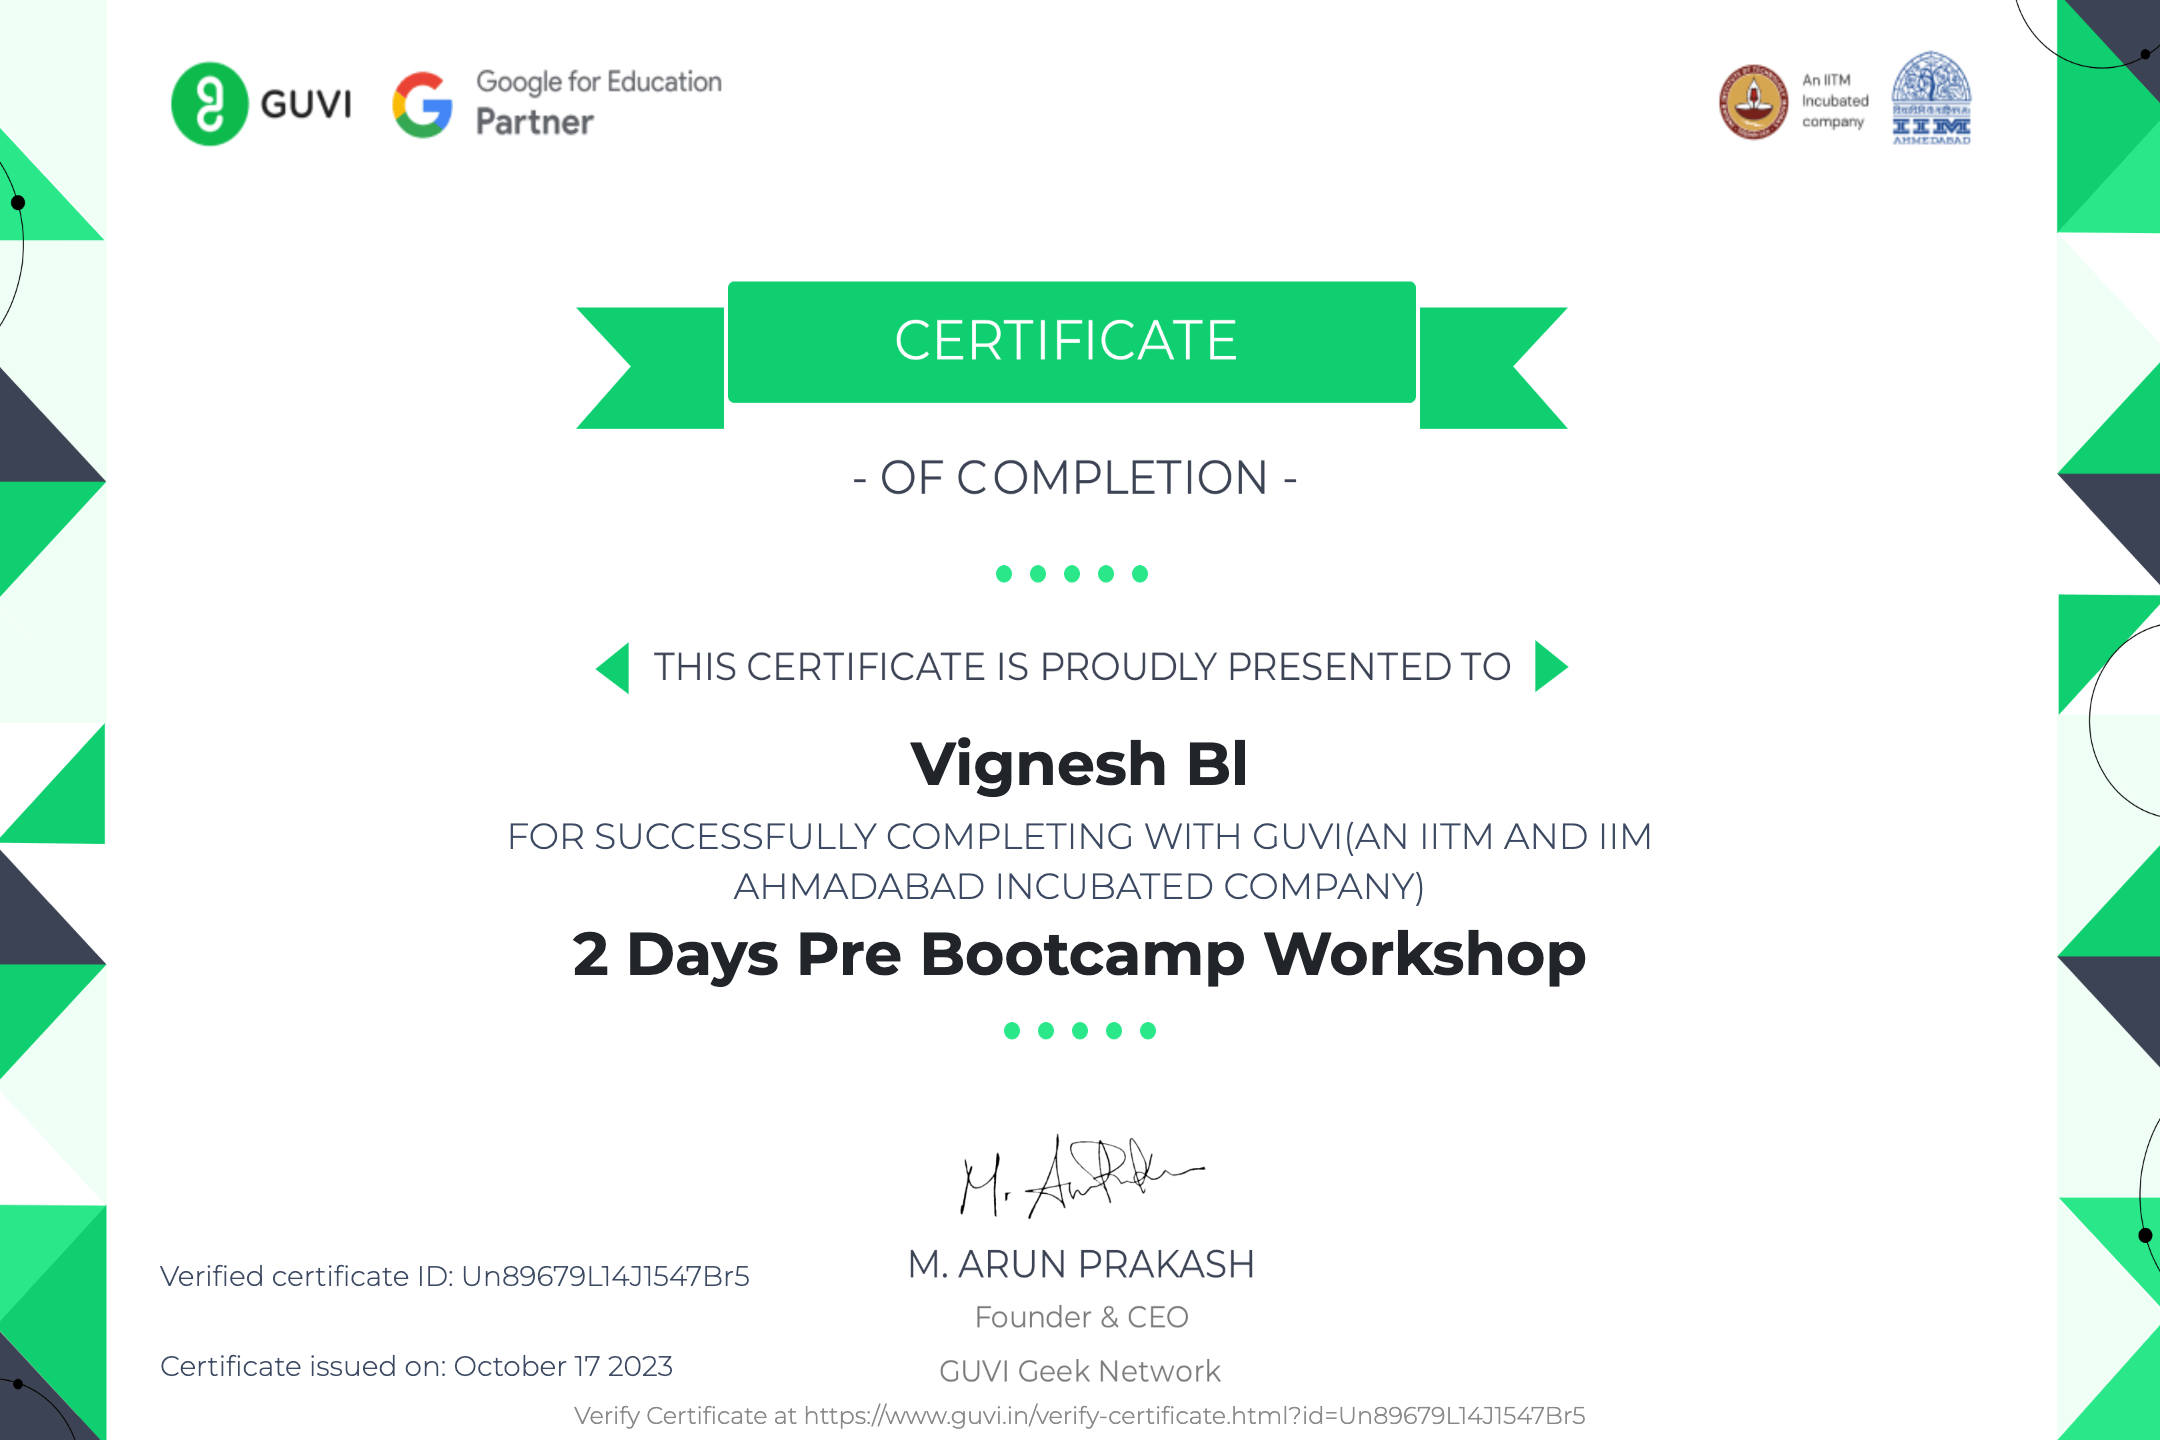 GUVI
Google for Education
Partner
An IITM
Incubated
company
IIM
AHMEDABAD
CERTIFICATE
- OF COMPLETION -
THIS CERTIFICATE IS PROUDLY PRESENTED TO
Vignesh Bl
FOR SUCCESSFULLY COMPLETING WITH GUVI(AN IITM AND IIM
AHMADABAD INCUBATED COMPANY)
2 Days Pre Bootcamp Workshop
M. ARUN PRAKASH
Founder & CEO
GUVI Geek Network
Verified certificate ID: Un89679L14J1547Br5
Certificate issued on: October 17 2023
Verify Certificate at https://www.guvi.in/verify-certificate.html?id=Un89679L14J1547Br5